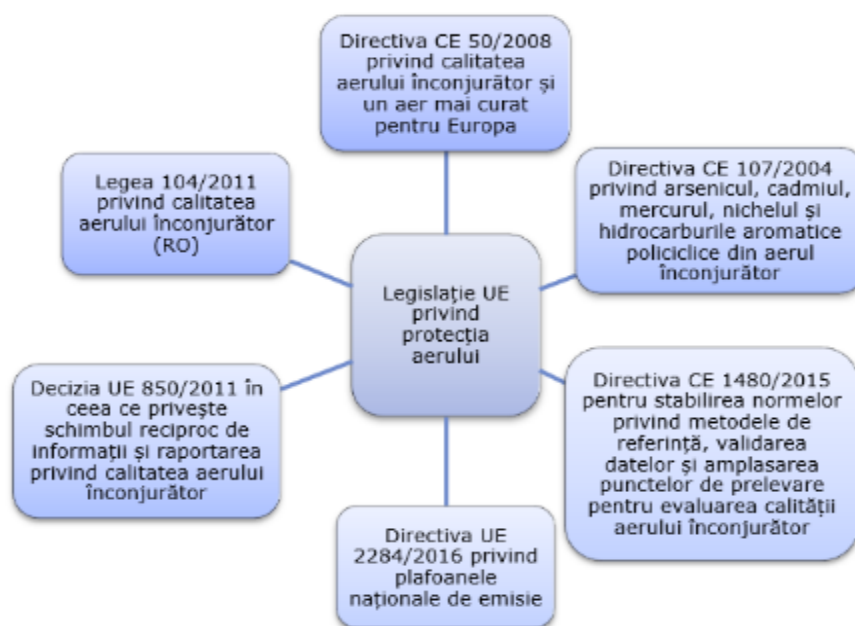 Directiva CE 50/2008
privind calitatea
aerului înconjurător și
un aer mai curat
pentru Europa
Directiva CE 107/2004
privind arsenicul, cadmiul,
mercurul, nichelul și
hidrocarburile aromatice
policiclice din aerul
înconjurător
Directiva CE 1480/2015
pentru stabilirea normelor
privind metodele de
referință, validarea
datelor și amplasarea
punctelor de prelevare
pentru evaluarea calității
aerului înconjurător
Directiva UE
2284/2016 privind
plafoanele
naționale de emisie
Decizia UE 850/2011 în
ceea ce privește
schimbul reciproc de
informații și raportarea
privind calitatea aerului
înconjurător
Legea 104/2011
privind calitatea
aerului înconjurător
(RO)
Legislație UE
privind
protecția
aerului